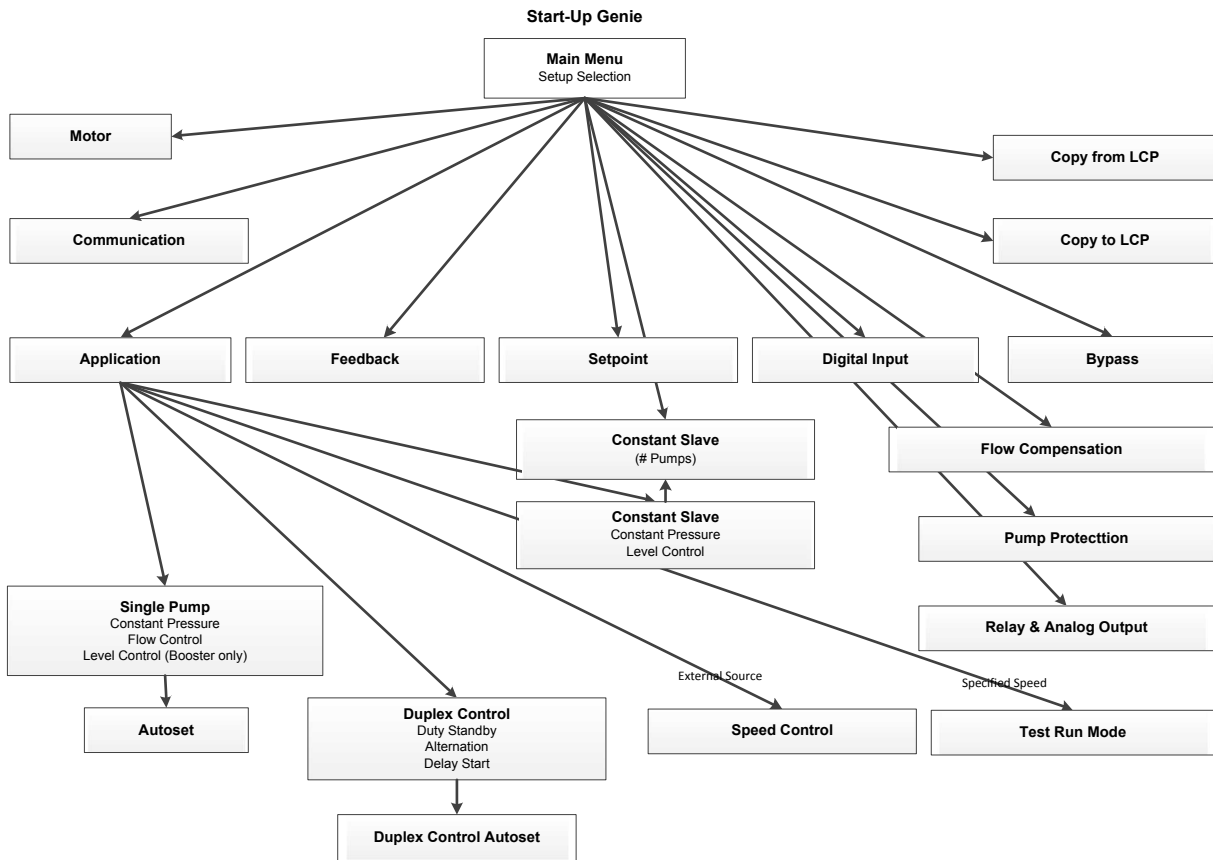 Start-Up Genie
Main Menu
Setup Selection
Motor
Copy from LCP
Communication
Copy to LCP
Application
Feedback
Setpoint
Digital Input
Bypass
Constant Slave
(# Pumps)
Flow Compensation
Constant Slave
Constant Pressure
Level Control
Pump Protecttion
Single Pump
Constant Pressure
Flow Control
Level Control (Booster only)
Relay & Analog Output
External Source
Specified Speed
Autoset
Duplex Control
Duty Standby
Alternation
Delay Start
Speed Control
Test Run Mode
Duplex Control Autoset